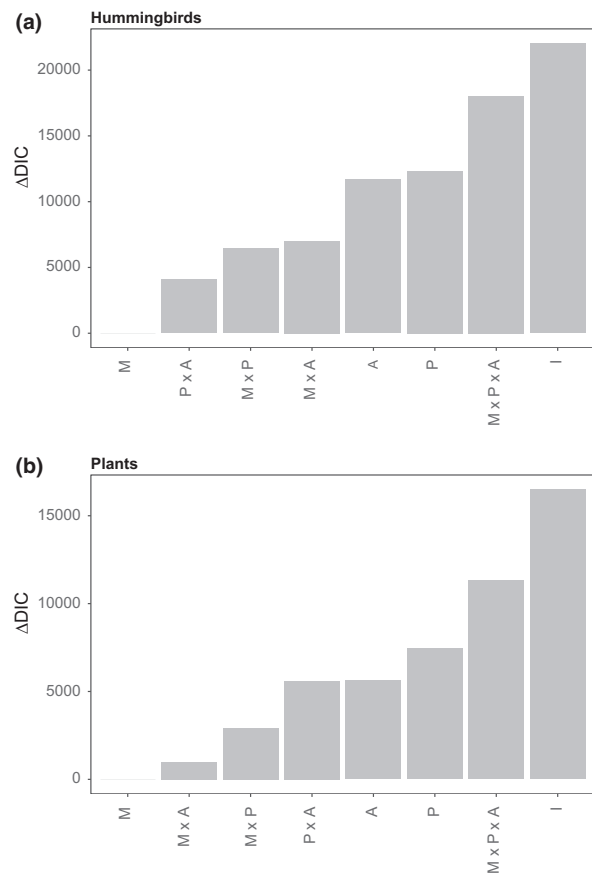 (a) Hummingbirds
20000
15000
10000
5000
0
ΔDIC
M
P x A
M x P
M x A
A
P
M x P x A
I
(b) Plants
15000
10000
5000
0
ΔDIC
M
M x A
M x P
P x A
A
P
M x P x A
I